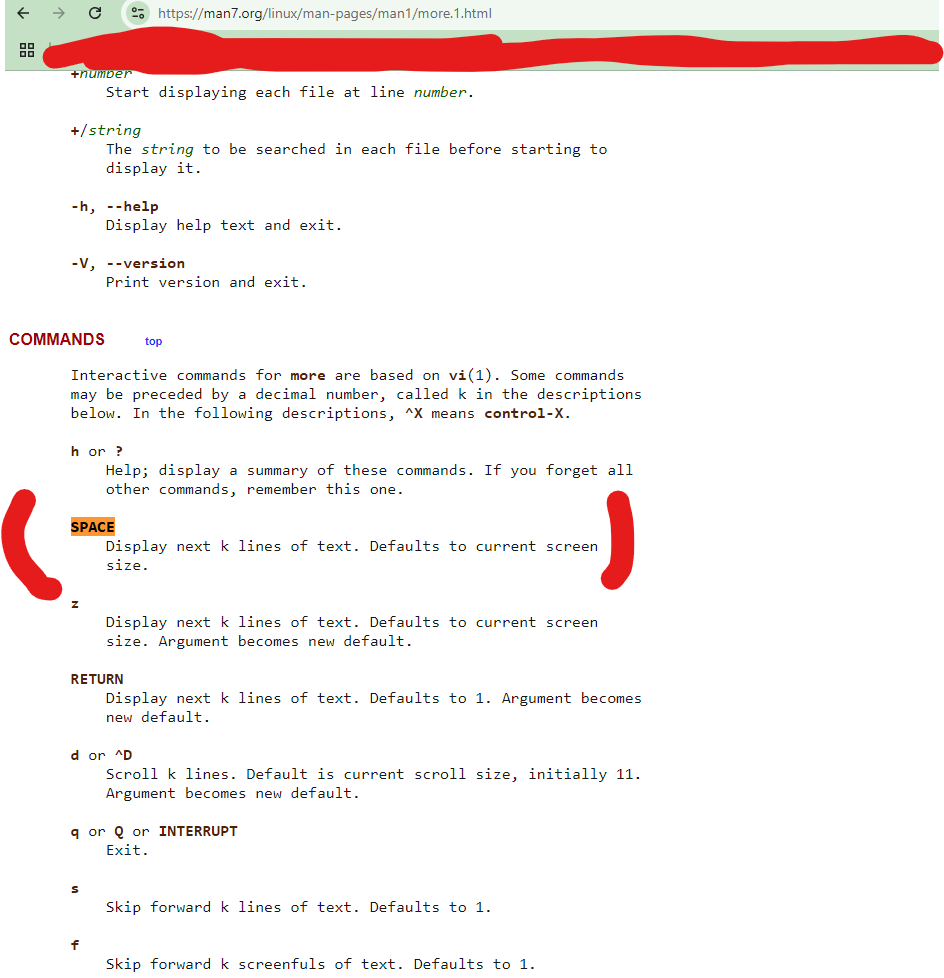 https://man7.org/linux/man-pages/man1/more.1.html
+number
Start displaying each file at line number.
+/string
The string to be searched in each file before starting to
display it.
-h, --help
Display help text and exit.
-V, --version
Print version and exit.
COMMANDS top
Interactive commands for more are based on vi(1). Some commands
may be preceded by a decimal number, called k in the descriptions
below. In the following descriptions, ^X means control-X.
h or ?
Help; display a summary of these commands. If you forget all
other commands, remember this one.
SPACE
Display next k lines of text. Defaults to current screen
size.
z
Display next k lines of text. Defaults to current screen
size. Argument becomes new default.
RETURN
Display next k lines of text. Defaults to 1. Argument becomes
new default.
d or ^D
Scroll k lines. Default is current scroll size, initially 11.
Argument becomes new default.
q or Q or INTERRUPT
Exit.
s
Skip forward k lines of text. Defaults to 1.
f
Skip forward k screenfuls of text. Defaults to 1.